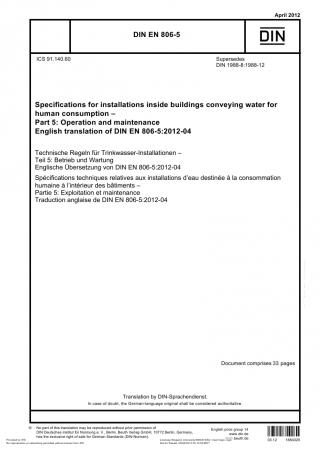 April 2012
DIN EN 806-5
DIN
ICS 91.140.60
Supersedes
DIN 1988-8:1988-12
Specifications for installations inside buildings conveying water for
human consumption –
Part 5: Operation and maintenance
English translation of DIN EN 806-5:2012-04
Technische Regeln für Trinkwasser-Installationen –
Teil 5: Betrieb und Wartung
Englische Übersetzung von DIN EN 806-5:2012-04
Spécifications techniques relatives aux installations d'eau destinée à la consommation
humaine à l'intérieur des bâtiments –
Partie 5: Exploitation et maintenance
Traduction anglaise de DIN EN 806-5:2012-04
Document comprises 33 pages
Translation by DIN-Sprachendienst.
In case of doubt, the German-language original shall be considered authoritative.
© No part of this translation may be reproduced without prior permission of
DIN Deutsches Institut für Normung e. V., Berlin. Beuth Verlag GmbH, 10772 Berlin, Germany,
has the exclusive right of sale for German Standards (DIN-Normen).
English price group 14
www.din.de
www.beuth.de